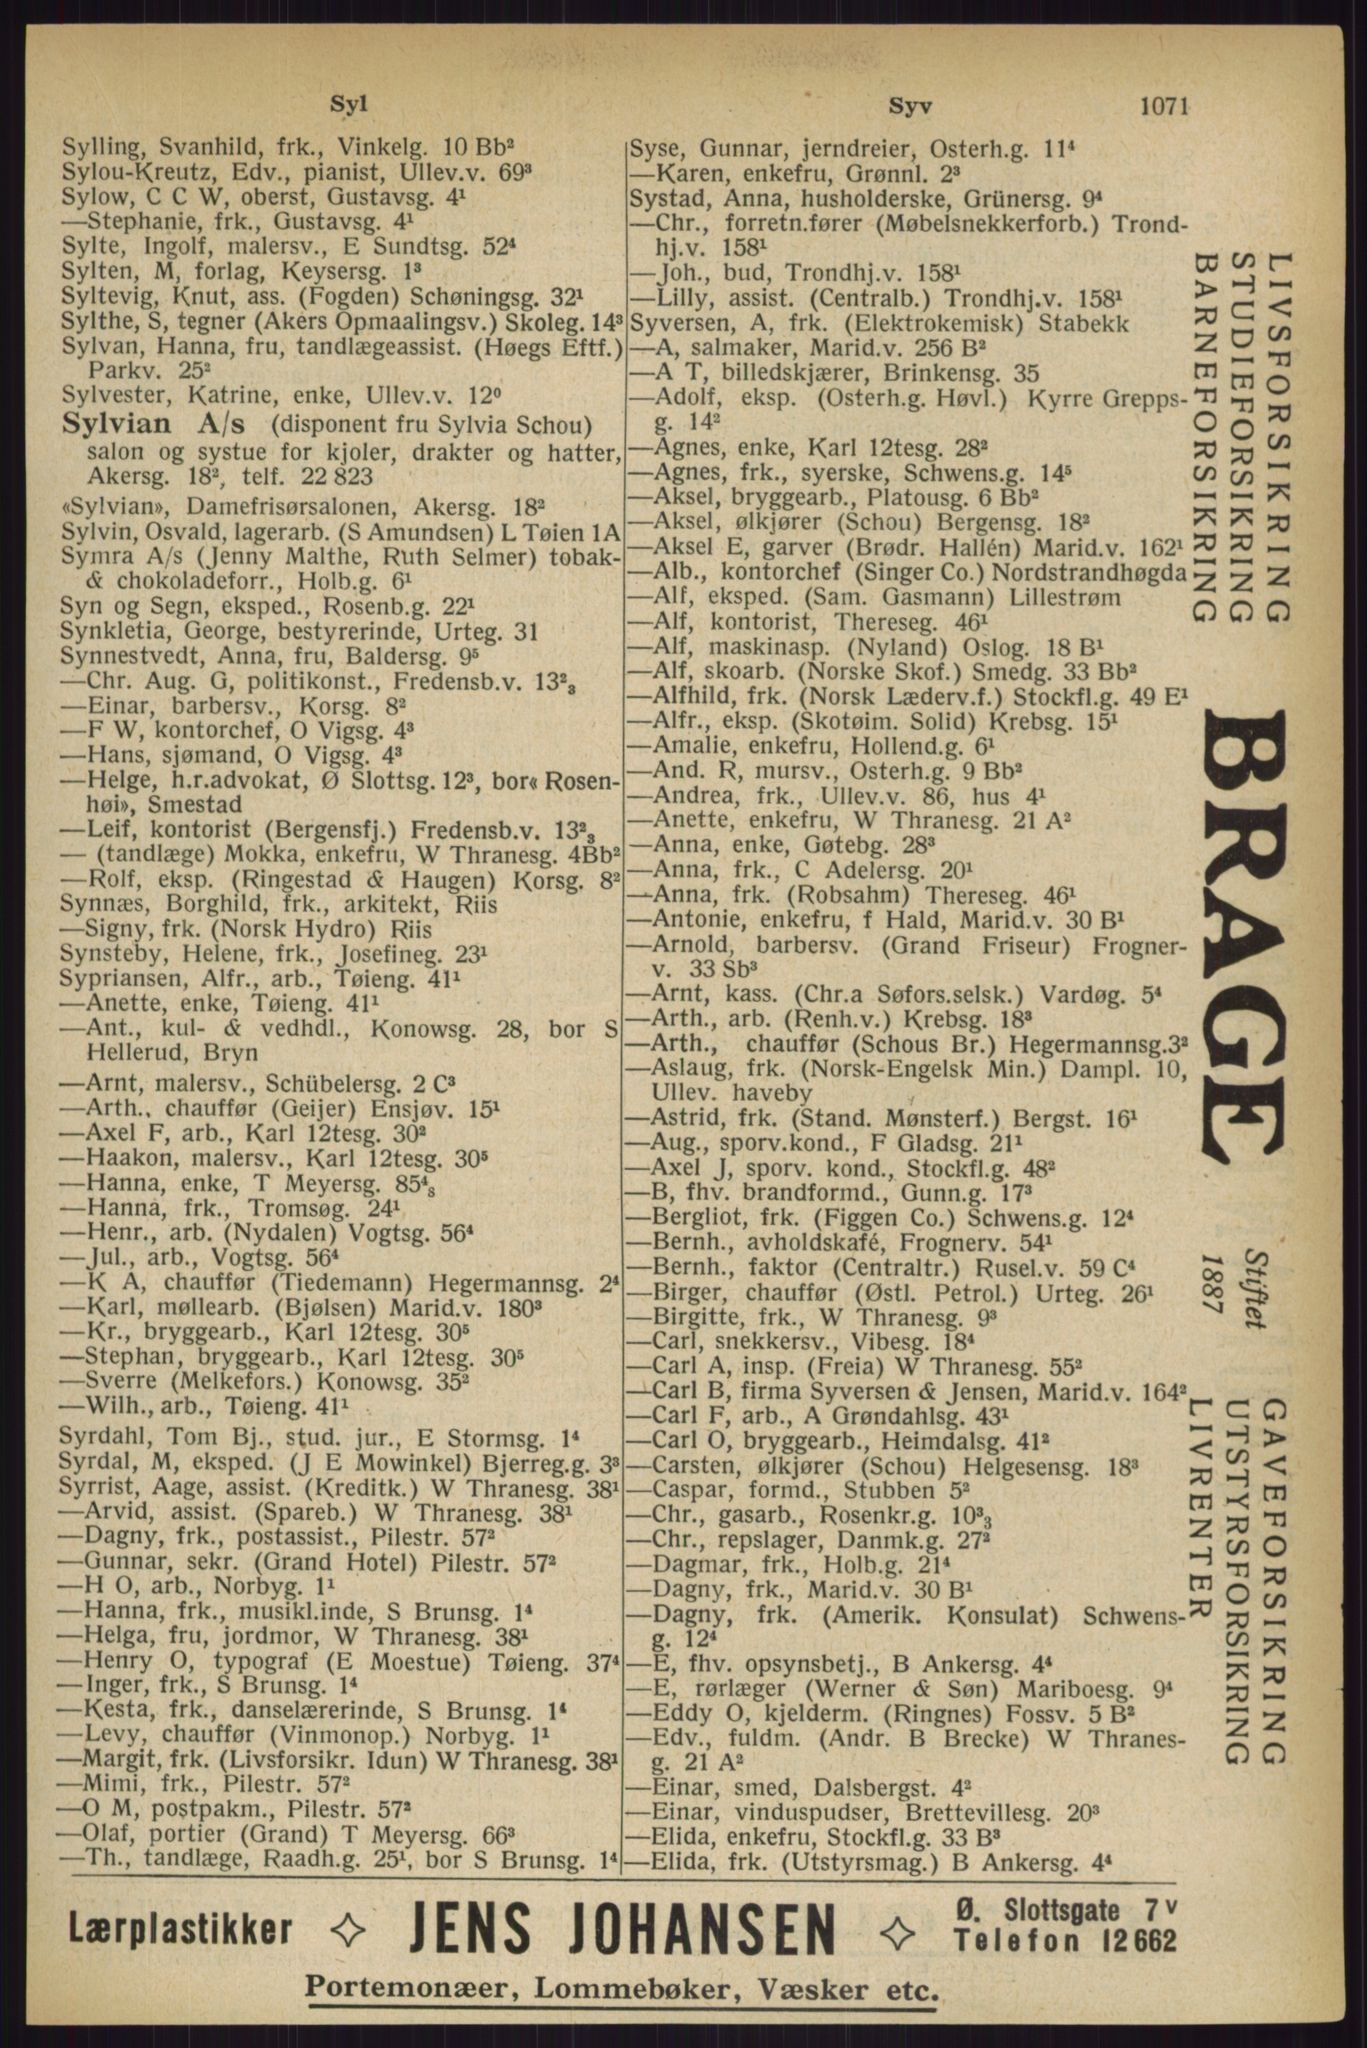 Syl
Sylling, Svanhild, frk., Vinkelg. 10 Bb²
Sylou-Kreutz, Edv., pianist, Ullev.v. 69³
Sylow, C C W, oberst, Gustavsg. 4¹
—Stephanie, frk., Gustavsg. 4¹
Sylte, Ingolf, malersv., E Sundtsg. 52⁴
Sylten, M, forlag, Keysersg. 1³
Syltevig, Knut, ass. (Fogden) Schøningsg. 32¹
Sylthe, S, tegner (Akers Opmaalingsv.) Skoleg. 14³
Sylvan, Hanna, fru, tandlægeassist. (Høegs Eftf.)
Parkv. 25²
Sylvester, Katrine, enke, Ullev.v. 12⁰
Sylvian A/s (disponent fru Sylvia Schou)
salon og systue for kjoler, drakter og hatter,
Akersg. 18², telf. 22 823
«Sylvian», Damefrisørsalonen, Akersg. 18²
Sylvin, Osvald, lagerarb. (S Amundsen) L Tøien 1A
Symra A/s (Jenny Malthe, Ruth Selmer) tobak-
& chokoladeforr., Holb.g. 6¹
Syn og Segn, eksped., Rosenb.g. 22¹
Synkletia, George, bestyrerinde, Urteg. 31
Synnestvedt, Anna, fru, Baldersg. 9⁵
—Chr. Aug. G, politikonst., Fredensb.v. 13²₃
—Einar, barbersv., Korsg. 8²
—F W, kontorchef, O Vigsg. 4³
—Hans, sjømand, O Vigsg. 4³
—Helge, h.r.advokat, Ø Slottsg. 12³, bor« Rosen-
høi», Smestad
—Leif, kontorist (Bergensfj.) Fredensb.v. 13²₃
— (tandlæge) Mokka, enkefru, W Thranesg. 4Bb²
—Rolf, eksp. (Ringestad & Haugen) Korsg. 8²
Synnæs, Borghild, frk., arkitekt, Riis
—Signy, frk. (Norsk Hydro) Riis
Synsteby, Helene, frk., Josefineg. 23¹
Sypriansen, Alfr., arb., Tøieng. 41¹
—Anette, enke, Tøieng. 41¹
—Ant., kul- & vedhdl., Konowsg. 28, bor S
Hellerud, Bryn
—Arnt, malersv., Schübelersg. 2 C³
—Arth., chauffør (Geijer) Ensjøv. 15¹
—Axel F, arb., Karl 12tesg. 30²
—Haakon, malersv., Karl 12tesg. 30⁵
—Hanna, enke, T Meyersg. 85⁴₈
—Hanna, frk., Tromsøg. 24¹
—Henr., arb. (Nydalen) Vogtsg. 56⁴
—Jul., arb., Vogtsg. 56⁴
—K A, chauffør (Tiedemann) Hegermannsg. 2⁴
—Karl, møllearb. (Bjølsen) Marid.v. 180³
—Kr., bryggearb., Karl 12tesg. 30⁵
—Stephan, bryggearb., Karl 12tesg. 30⁵
—Sverre (Melkefors.) Konowsg. 35²
—Wilh., arb., Tøieng. 41¹
Syrdahl, Tom Bj., stud. jur., E Stormsg. 1⁴
Syrdal, M, eksped. (J E Mowinkel) Bjerreg.g. 3³
Syrrist, Aage, assist. (Kreditk.) W Thranesg. 38¹
—Arvid, assist. (Spareb.) W Thranesg. 38¹
—Dagny, frk., postassist., Pilestr. 57²
—Gunnar, sekr. (Grand Hotel) Pilestr. 57²
—H O, arb., Norbyg. 1¹
—Hanna, frk., musikl.inde, S Brunsg. 1⁴
—Helga, fru, jordmor, W Thranesg. 38¹
—Henry O, typograf (E Moestue) Tøieng. 37⁴
—Inger, frk., S Brunsg. 1⁴
—Kesta, frk., danselærerinde, S Brunsg. 1⁴
—Levy, chauffør (Vinmonop.) Norbyg. 1¹
—Margit, frk. (Livsforsikr. Idun) W Thranesg. 38¹
—Mimi, frk., Pilestr. 57²
—O M, postpakm., Pilestr. 57²
—Olaf, portier (Grand) T Meyersg. 66³
—Th., tandlæge, Raadh.g. 25¹, bor S Brunsg. 1⁴
Syv 1071
Syse, Gunnar, jerndreier, Osterh.g. 11⁴
—Karen, enkefru, Grønnl. 2³
Systad, Anna, husholderske, Grünersg. 9⁴
—Chr., forretn.fører (Møbelsnekkerforb.) Trond-
hj.v. 158¹
—Joh., bud, Trondhj.v. 158¹
—Lilly, assist. (Centralb.) Trondhj.v. 158¹
Syversen, A, frk. (Elektrokemisk) Stabekk
—A, salmaker, Marid.v. 256 B²
—A T, billedskjærer, Brinkensg. 35
—Adolf, eksp. (Osterh.g. Høvl.) Kyrre Grepps-
g. 14²
—Agnes, enke, Karl 12tesg. 28²
—Agnes, frk., syerske, Schwens.g. 14⁵
—Aksel, bryggearb., Platousg. 6 Bb²
—Aksel, ølkjører (Schou) Bergensg. 18²
—Aksel E, garver (Brødr. Hallén) Marid.v. 162¹
—Alb., kontorchef (Singer Co.) Nordstrandhøgda
—Alf, eksped. (Sam. Gasmann) Lillestrøm
—Alf, kontorist, Thereseg. 46¹
—Alf, maskinasp. (Nyland) Oslog. 18 B¹
—Alf, skoarb. (Norske Skof.) Smedg. 33 Bb²
—Alfhild, frk. (Norsk Læderv.f.) Stockfl.g. 49 E¹
—Alfr., eksp. (Skotøim. Solid) Krebsg. 15¹
—Amalie, enkefru, Hollend.g. 6¹
—And. R, mursv., Osterh.g. 9 Bb²
—Andrea, frk., Ullev.v. 86, hus 4¹
—Anette, enkefru, W Thranesg. 21 A²
—Anna, enke, Gøtebg. 28³
—Anna, frk., C Adelersg. 20¹
—Anna, frk. (Robsahm) Thereseg. 46¹
—Antonie, enkefru, f Hald, Marid.v. 30 B¹
—Arnold, barbersv. (Grand Friseur) Frogner-
v. 33 Sb³
—Arnt, kass. (Chr.a Søfors.selsk.) Vardøg. 5⁴
—Arth., arb. (Renh.v.) Krebsg. 18³
—Arth., chauffør (Schous Br.) Hegermannsg.3²
—Aslaug, frk. (Norsk-Engelsk Min.) Dampl. 10,
Ullev. haveby
—Astrid, frk. (Stand. Mønsterf.) Bergst. 16¹
—Aug., sporv.kond., F Gladsg. 21¹
—Axel J, sporv. kond., Stockfl.g. 48²
—B, fhv. brandformd., Gunn.g. 17³
—Bergliot, frk. (Figgen Co.) Schwens.g. 12⁴
—Bernh., avholdskafé, Frognerv. 54¹
—Bernh., faktor (Centraltr.) Rusel.v. 59 C⁴
—Birger, chauffør (Østl. Petrol.) Urteg. 26¹
—Birgitte, frk., W Thranesg. 9³
—Carl, snekkersv., Vibesg. 18⁴
—Carl A, insp. (Freia) W Thranesg. 55²
—Carl B, firma Syversen & Jensen, Marid.v. 164²
—Carl F, arb., A Grøndahlsg. 43¹
—Carl O, bryggearb., Heimdalsg. 41²
—Carsten, ølkjører (Schou) Helgesensg. 18³
—Caspar, formd., Stubben 5²
—Chr., gasarb., Rosenkr.g. 10³₃
—Chr., repslager, Danmk.g. 27²
—Dagmar, frk., Holb.g. 21⁴
—Dagny, frk., Marid.v. 30 B¹
—Dagny, frk. (Amerik. Konsulat) Schwens-
g. 12⁴
—E, fhv. opsynsbetj., B Ankersg. 4⁴
—E, rørlæger (Werner & Søn) Mariboesg. 9⁴
—Eddy O, kjelderm. (Ringnes) Fossv. 5 B²
—Edv., fuldm. (Andr. B Brecke) W Thranes-
g. 21 A²
—Einar, smed, Dalsbergst. 4²
—Einar, vinduspudser, Brettevillesg. 20³
—Elida, enkefru, Stockfl.g. 33 B³
—Elida, frk. (Utstyrsmag.) B Ankersg. 4⁴
LIVSFORSIKRING
STUDIEFORSIKRING
BARNEFORSIKRING
BRAGE
Stiftet
1887
GAVEFORSIKRING
UTSTYRSFORSIKRING
LIVRENTER
Lærplastikker JENS JOHANSEN Ø. Slottsgate 7 v
Telefon 12 662
Portemonæer, Lommebøker, Væsker etc.